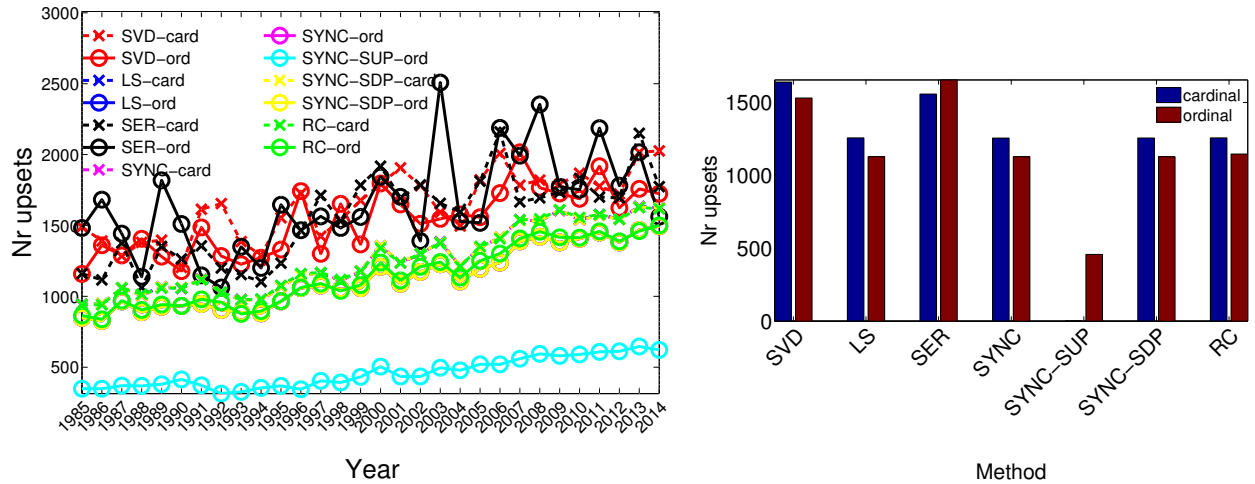 3000
2500
2000
1500
1000
500
Nr upsets
SVD-card
SVD-ord
LS-card
LS-ord
SER-card
SER-ord
SYNC-card
SYNC-ord
SYNC-SUP-ord
SYNC-SDP-card
SYNC-SDP-ord
RC-card
RC-ord
1985
1986
1987
1988
1989
1990
1991
1992
1993
1994
1995
1996
1997
1998
1999
2000
2001
2002
2003
2004
2005
2006
2007
2008
2009
2010
2011
2012
2013
2014
Year
1500
1000
500
0
Nr upsets
cardinal
ordinal
SVD
LS
SER
SYNC
SYNC-SUP
SYNC-SDP
RC
Method